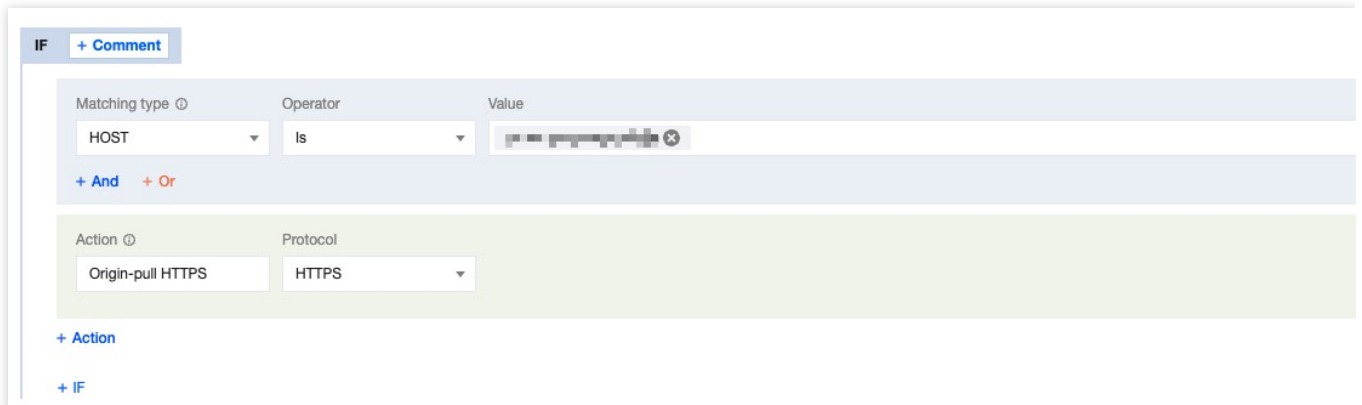 IF + Comment
Matching type Operator Value
HOST Is
+ And + Or
Action Protocol
Origin-pull HTTPS HTTPS
+ Action
+ IF